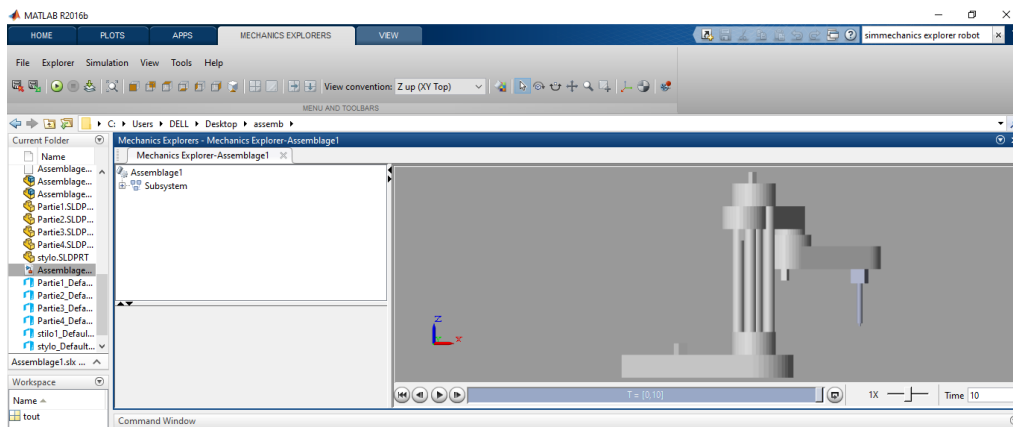 MATLAB R2016b
HOME PLOTS APPS MECHANICS EXPLORERS VIEW
simmechanics explorer robot
File Explorer Simulation View Tools Help
View convention: Z up (XY Top)
MENU AND TOOLBARS
C: Users DELL Desktop assemb
Current Folder
Name
Assemblage...
Assemblage...
Assemblage...
Partie1.SLDP...
Partie2.SLDP...
Partie3.SLDP...
Partie4.SLDP...
stylo.SLDPRT
Assemblage...
Partie1_Defa...
Partie2_Defa...
Partie3_Defa...
Partie4_Defa...
stilo1_Defaul...
stylo_Default...
Assemblage1.slx ...
Workspace
Name
tout
Mechanics Explorers - Mechanics Explorer-Assemblage1
Mechanics Explorer-Assemblage1
Assemblage1
Subsystem
Z
X
T = [0,10]
1X
Time 10
Command Window